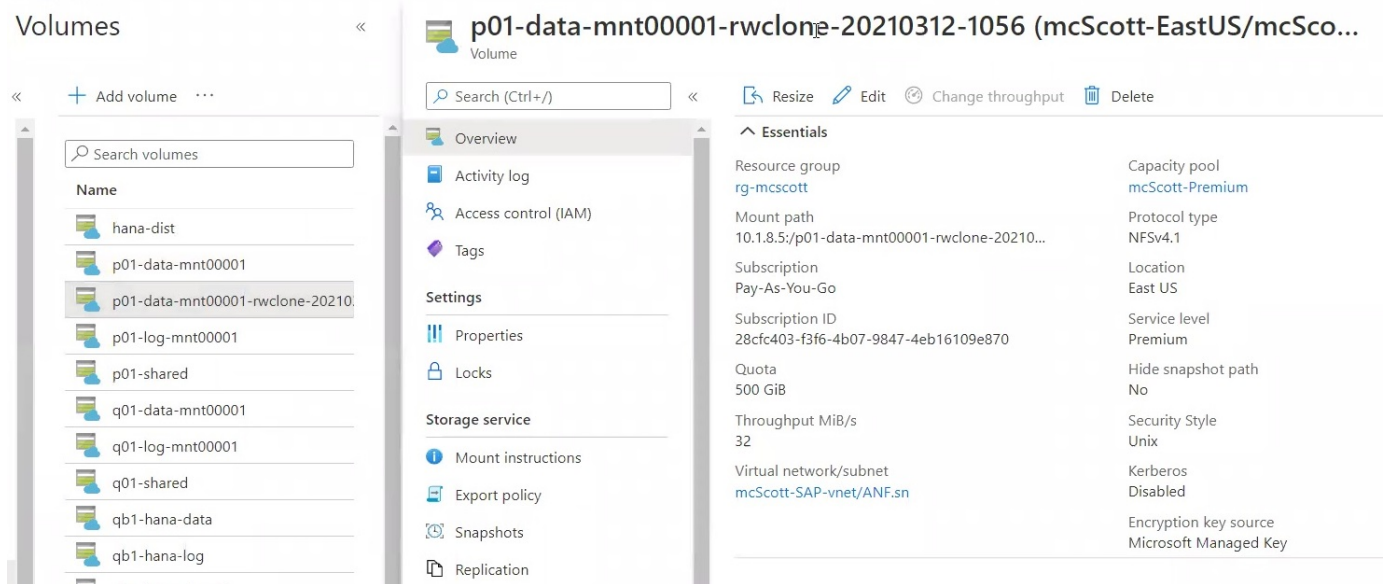 Volumes
«
«
+ Add volume ...
Search volumes
Name
hana-dist
p01-data-mnt00001
p01-data-mnt00001-rwclone-20210
p01-log-mnt00001
p01-shared
q01-data-mnt00001
q01-log-mnt00001
q01-shared
qb1-hana-data
qb1-hana-log
p01-data-mnt00001-rwclone-20210312-1056 (mcScott-EastUS/mcSco...
Volume
Search (Ctrl+/)
«
Overview
Activity log
Access control (IAM)
Tags
Settings
Properties
Locks
Storage service
Mount instructions
Export policy
Snapshots
Replication
Resize Edit Change throughput Delete
Essentials
Resource group
rg-mcscott
Mount path
10.1.8.5:/p01-data-mnt00001-rwclone-20210...
Subscription
Pay-As-You-Go
Subscription ID
28cfc403-f3f6-4b07-9847-4eb16109e870
Quota
500 GiB
Throughput MiB/s
32
Virtual network/subnet
mcScott-SAP-vnet/ANF.sn
Capacity pool
mcScott-Premium
Protocol type
NFSv4.1
Location
East US
Service level
Premium
Hide snapshot path
No
Security Style
Unix
Kerberos
Disabled
Encryption key source
Microsoft Managed Key